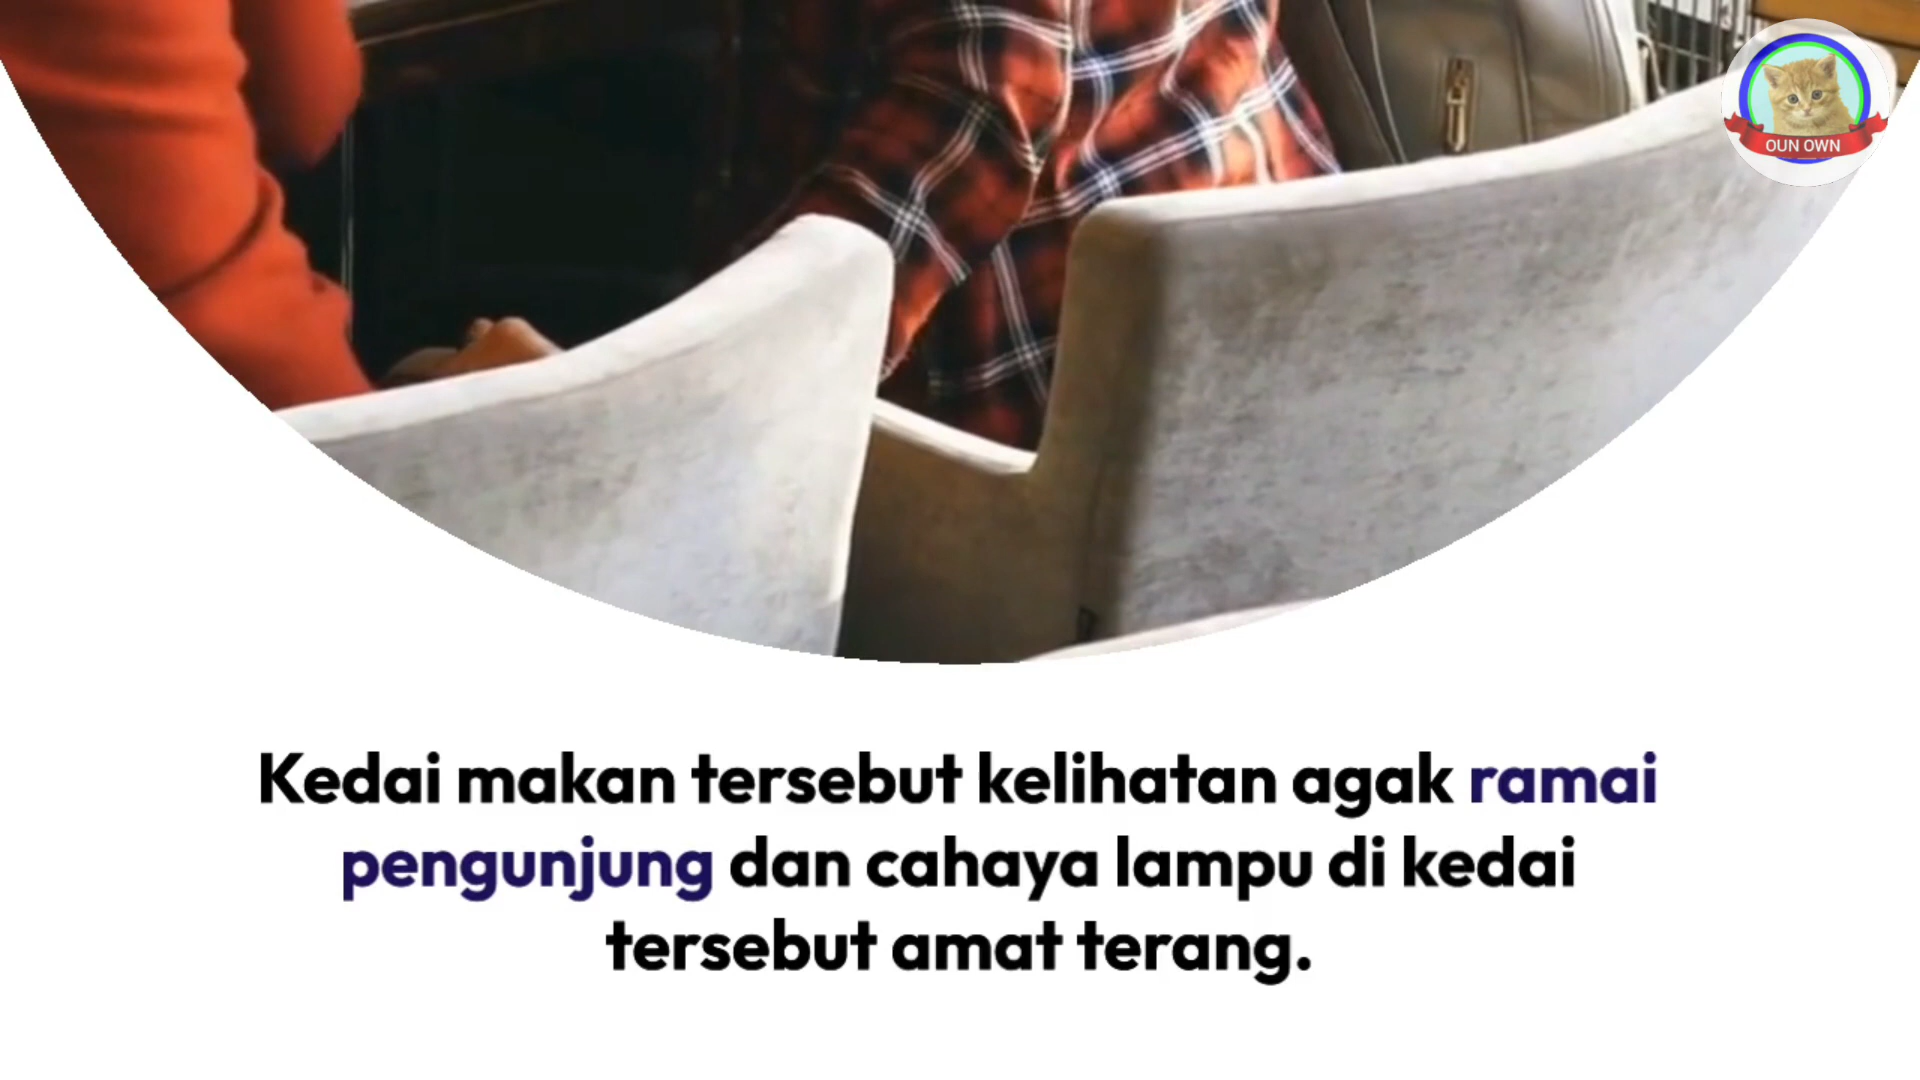 OUN OWN
Kedai makan tersebut kelihatan agak ramai
pengunjung dan cahaya lampu di kedai
tersebut amat terang.